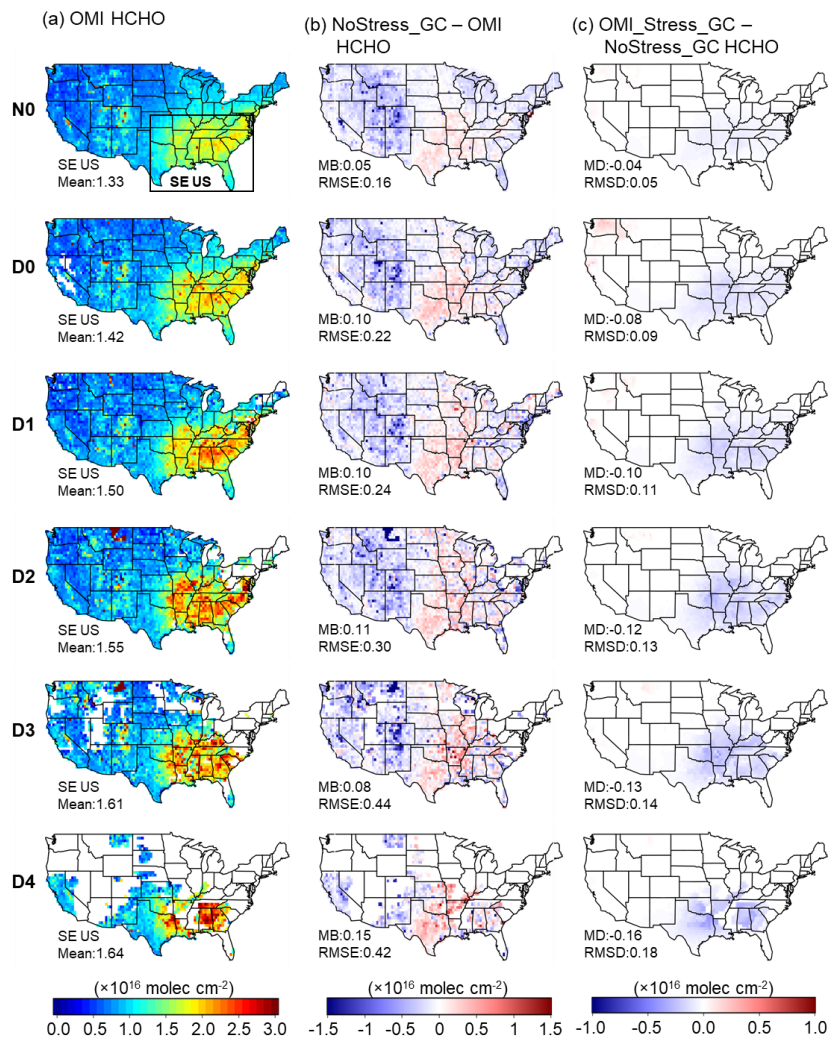 (a) OMI HCHO
(b) NoStress_GC – OMI
HCHO
(c) OMI_Stress_GC –
NoStress_GC HCHO
N0
SE US
Mean:1.33
SE US
MB:0.05
RMSE:0.16
MD:-0.04
RMSD:0.05
D0
SE US
Mean:1.42
MB:0.10
RMSE:0.22
MD:-0.08
RMSD:0.09
D1
SE US
Mean:1.50
MB:0.10
RMSE:0.24
MD:-0.10
RMSD:0.11
D2
SE US
Mean:1.55
MB:0.11
RMSE:0.30
MD:-0.12
RMSD:0.13
D3
SE US
Mean:1.61
MB:0.08
RMSE:0.44
MD:-0.13
RMSD:0.14
D4
SE US
Mean:1.64
MB:0.15
RMSE:0.42
MD:-0.16
RMSD:0.18
(×10¹⁶ molec cm⁻²)
0.0 0.5 1.0 1.5 2.0 2.5 3.0
(×10¹⁶ molec cm⁻²)
-1.5 -1 -0.5 0 0.5 1 1.5
(×10¹⁶ molec cm⁻²)
-1.0 -0.5 0 0.5 1.0